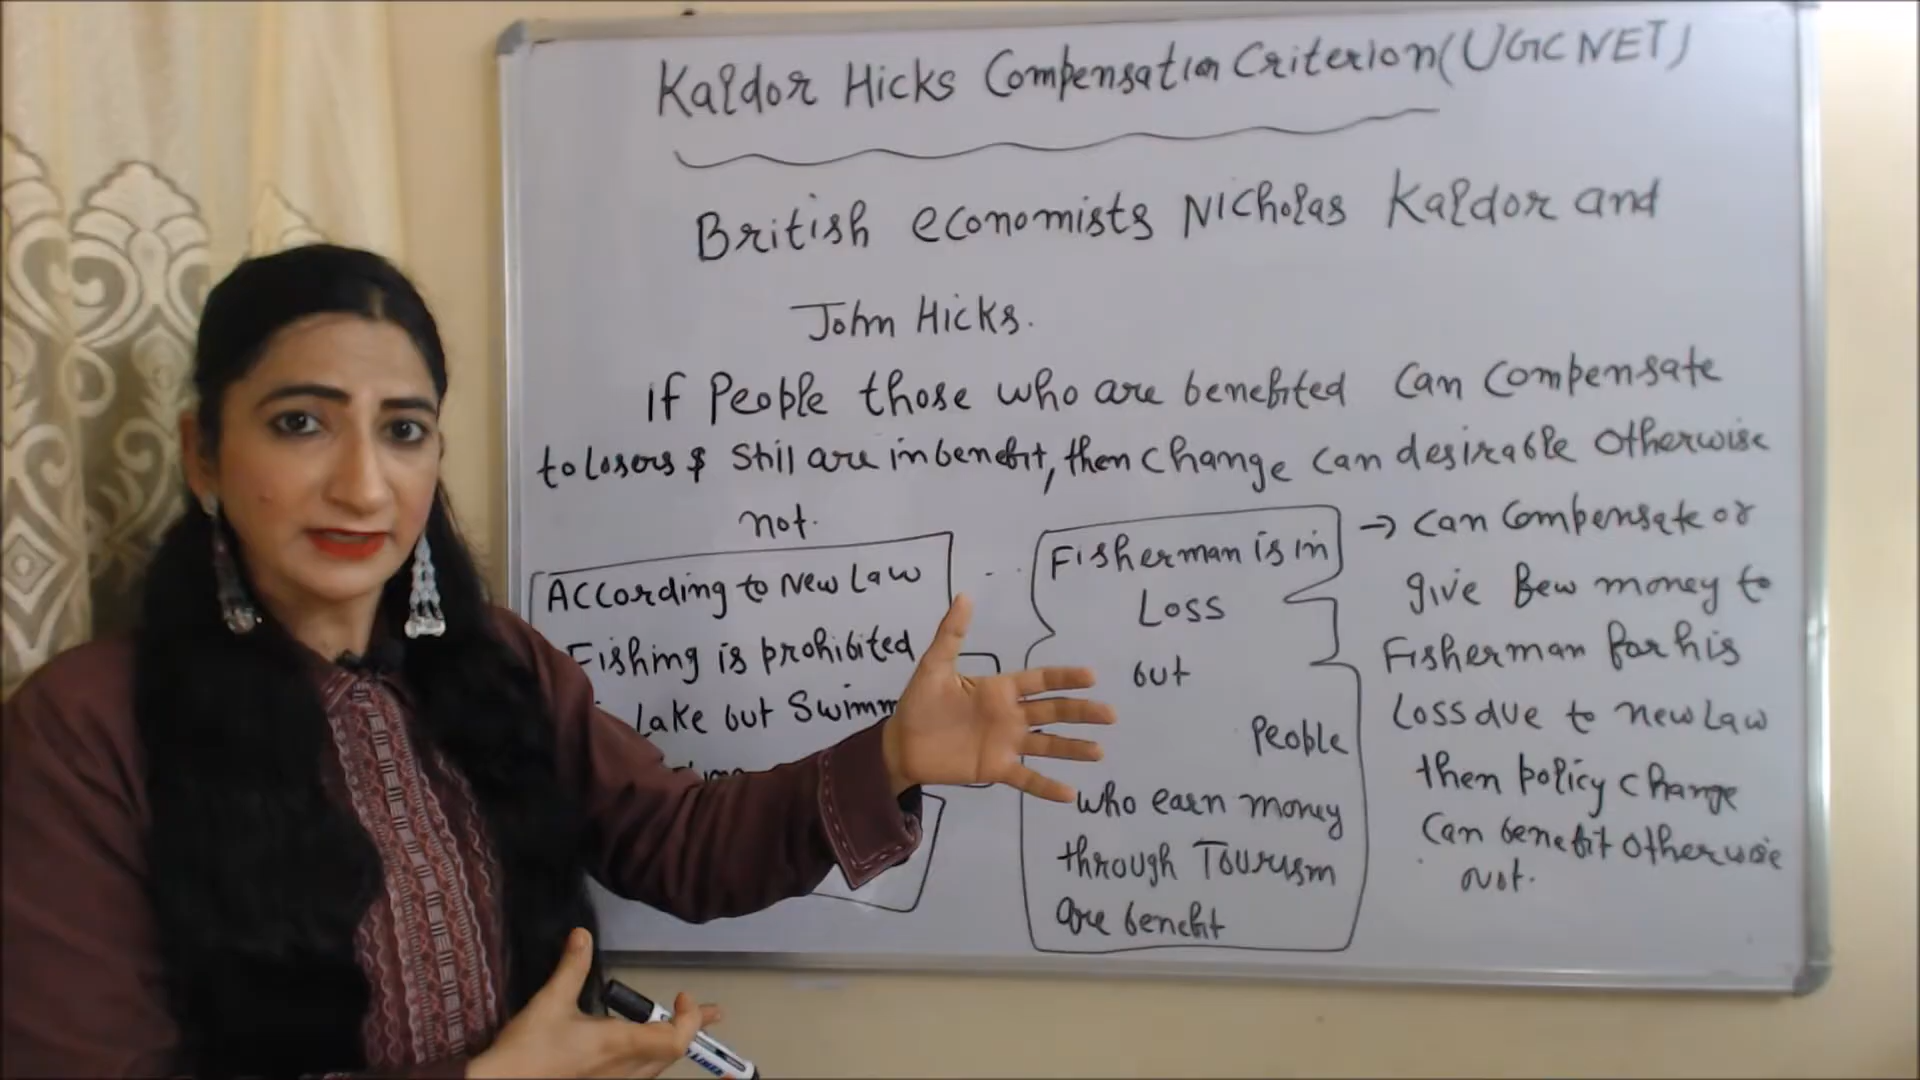 Kaldor Hicks Compensation Criterion (UGC NET)
British economists Nicholas Kaldor and
John Hicks.
if People those who are benefited can compensate
to losers & still are in benefit, then change can desirable otherwise
not.
According to New Law
Fishing is prohibited
Lake but Swimm
Fisherman is in
Loss
but
People
who earn money
through Tourism
are benefit
→ can compensate or
give few money to
Fisherman for his
Loss due to new Law
then policy change
can benefit otherwise
not.